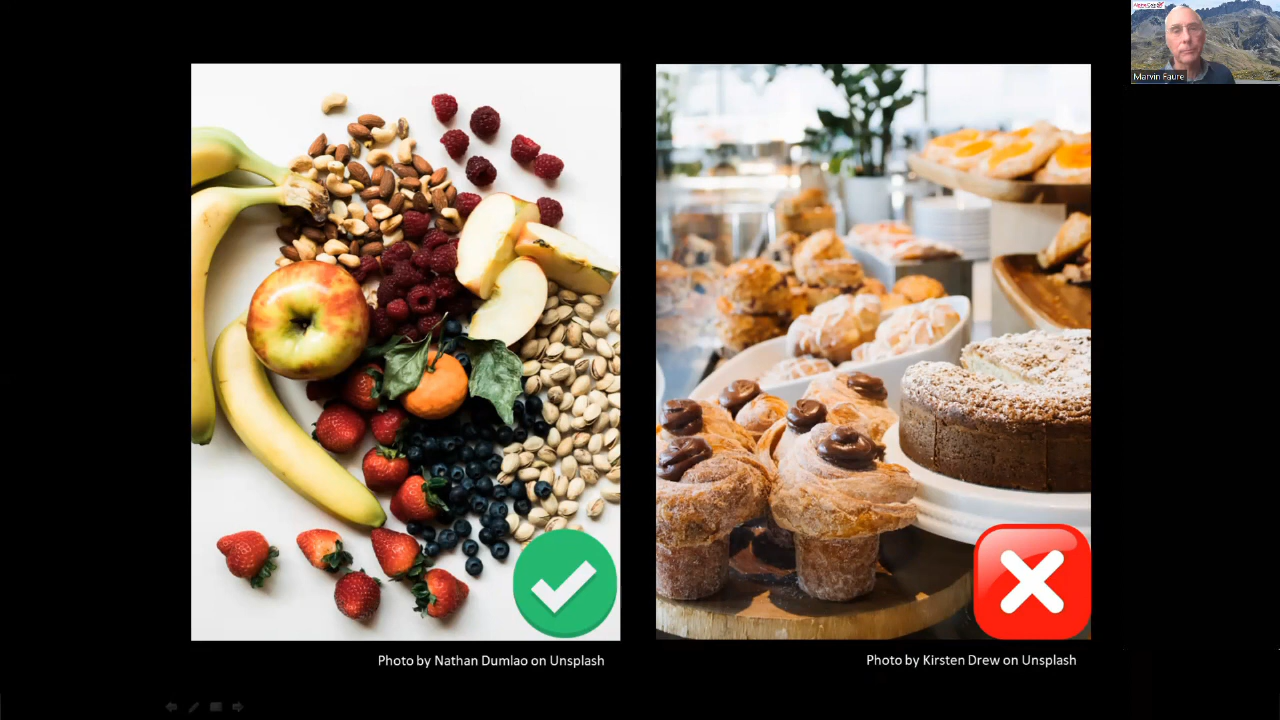 Marvin Faure
Photo by Nathan Dumlao on Unsplash
Photo by Kirsten Drew on Unsplash